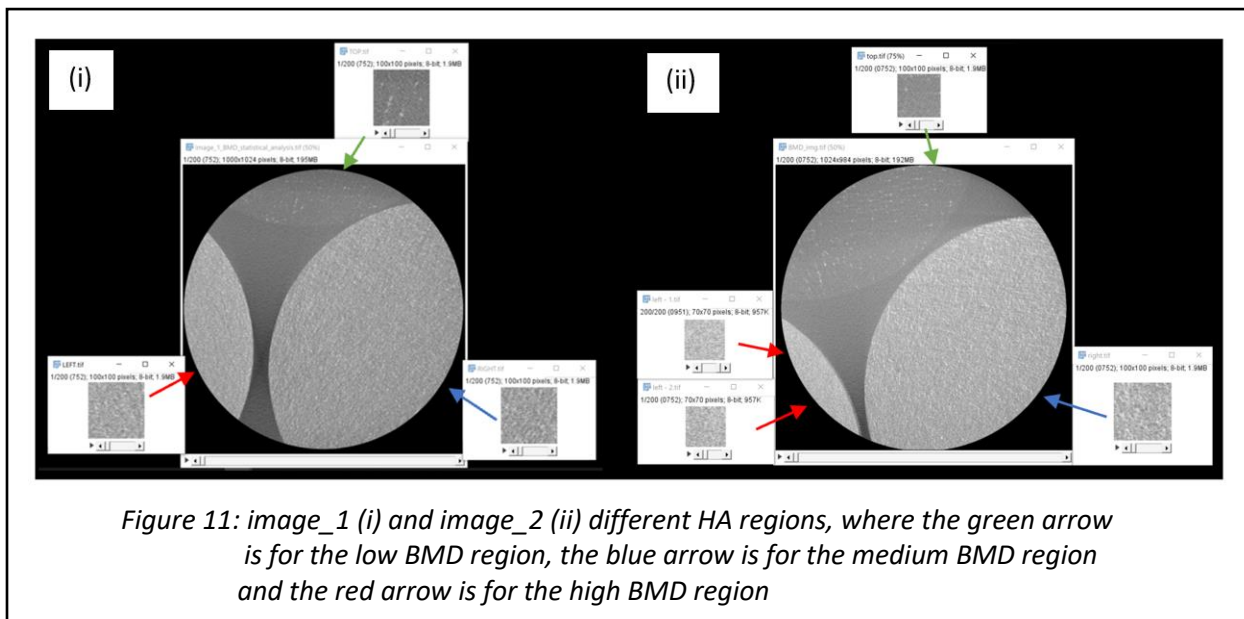 (i)
TOP.tif
1/200 (752); 100x100 pixels; 8-bit; 1.9MB
image_1_BMD_statistical_analysis.tif (50%)
1/200 (752); 1000x1024 pixels; 8-bit; 195MB
LEFT.tif
1/200 (752); 100x100 pixels; 8-bit; 1.9MB
RIGHT.tif
1/200 (752); 100x100 pixels; 8-bit; 1.9MB
(ii)
top.tif (75%)
1/200 (0752); 100x100 pixels; 8-bit; 1.9MB
BMD_img.tif (50%)
1/200 (0752); 1024x984 pixels; 8-bit; 192MB
left - 1.tif
200/200 (0951); 70x70 pixels; 8-bit; 957K
left - 2.tif
1/200 (0752); 70x70 pixels; 8-bit; 957K
right.tif
1/200 (0752); 100x100 pixels; 8-bit; 1.9MB
Figure 11: image_1 (i) and image_2 (ii) different HA regions, where the green arrow
is for the low BMD region, the blue arrow is for the medium BMD region
and the red arrow is for the high BMD region